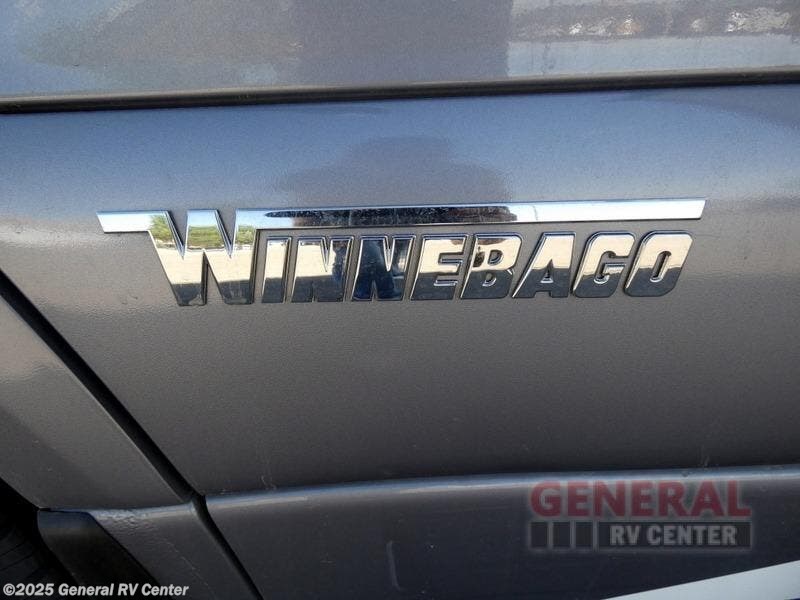 WINNEBAGO
GENERAL
RV CENTER
©2025 General RV Center